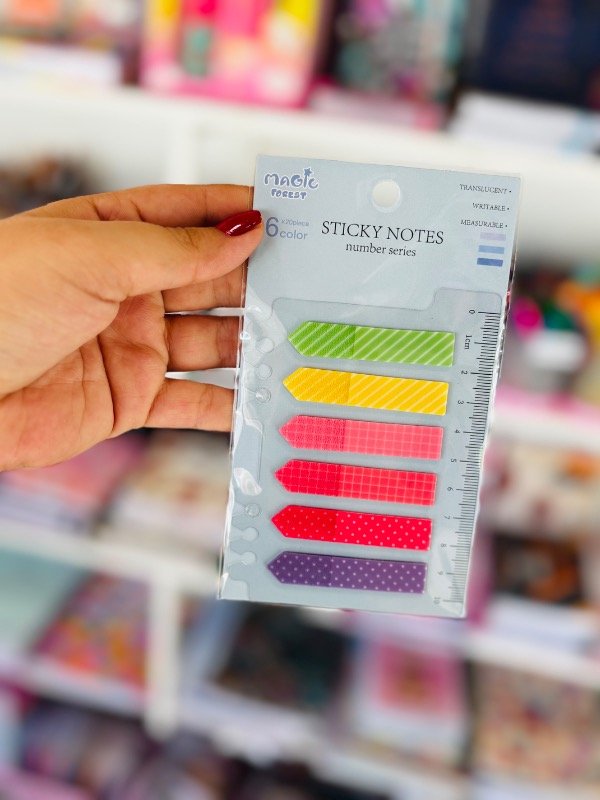 Magic
FOREST
TRANSLUCENT •
WRITABLE •
MEASURABLE •
6 x20piece
color
STICKY NOTES
number series
0
1cm
2
3
4
5
6
7
8
9
10